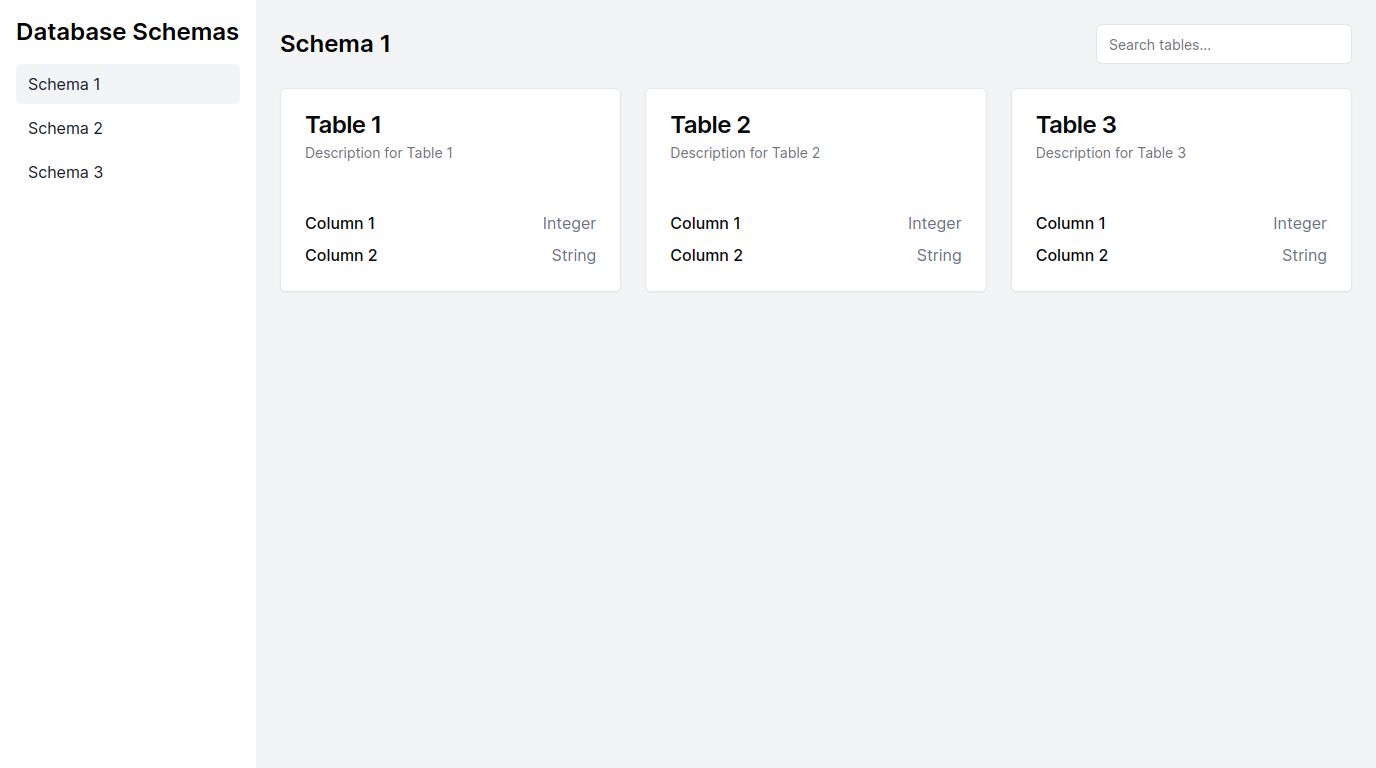 Database Schemas
Schema 1
Schema 2
Schema 3
Schema 1
Search tables...
Table 1
Description for Table 1
Column 1 Integer
Column 2 String
Table 2
Description for Table 2
Column 1 Integer
Column 2 String
Table 3
Description for Table 3
Column 1 Integer
Column 2 String